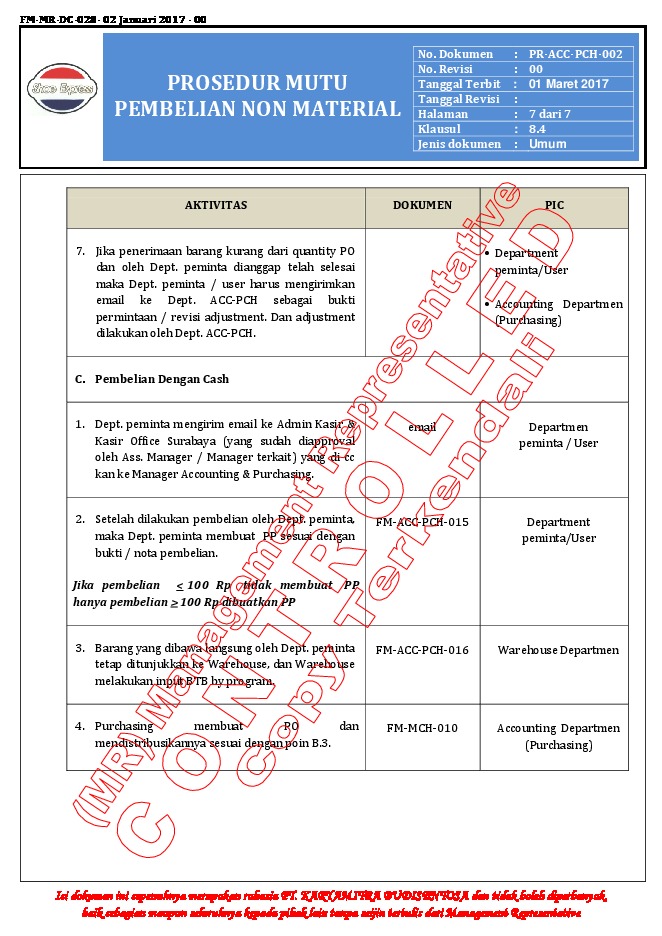 FM-MR-DC-028- 02 Januari 2017 - 00
Shoe Express
PROSEDUR MUTU
PEMBELIAN NON MATERIAL
No. Dokumen : PR-ACC-PCH-002
No. Revisi : 00
Tanggal Terbit : 01 Maret 2017
Tanggal Revisi :
Halaman : 7 dari 7
Klausul : 8.4
Jenis dokumen : Umum
AKTIVITAS DOKUMEN PIC
7. Jika penerimaan barang kurang dari quantity PO
dan oleh Dept. peminta dianggap telah selesai
maka Dept. peminta / user harus mengirimkan
email ke Dept. ACC-PCH sebagai bukti
permintaan / revisi adjustment. Dan adjustment
dilakukan oleh Dept. ACC-PCH.
• Department
peminta/User
• Accounting Departmen
(Purchasing)
C. Pembelian Dengan Cash
1. Dept. peminta mengirim email ke Admin Kasir &
Kasir Office Surabaya (yang sudah diapproval
oleh Ass. Manager / Manager terkait) yang di cc
kan ke Manager Accounting & Purchasing.
email
Departmen
peminta / User
2. Setelah dilakukan pembelian oleh Dept. peminta,
maka Dept. peminta membuat PP sesuai dengan
bukti / nota pembelian.
Jika pembelian ≤ 100 Rp tidak membuat PP
hanya pembelian ≥ 100 Rp dibuatkan PP
FM-ACC-PCH-015
Department
peminta/User
3. Barang yang dibawa langsung oleh Dept. peminta
tetap ditunjukkan ke Warehouse, dan Warehouse
melakukan input BTB by program.
FM-ACC-PCH-016
Warehouse Departmen
4. Purchasing membuat PO dan
mendistribusikannya sesuai dengan poin B.3.
FM-MCH-010
Accounting Departmen
(Purchasing)
(MR) Management Representative
CONTROLLED
Copy Terkendali
Isi dokumen ini sepenuhnya merupakan rahasia PT. KARYAMITRA BUDISENTOSA dan tidak boleh diperbanyak,
baik sebagian maupun seluruhnya kepada pihak lain tanpa seijin tertulis dari Management Representative